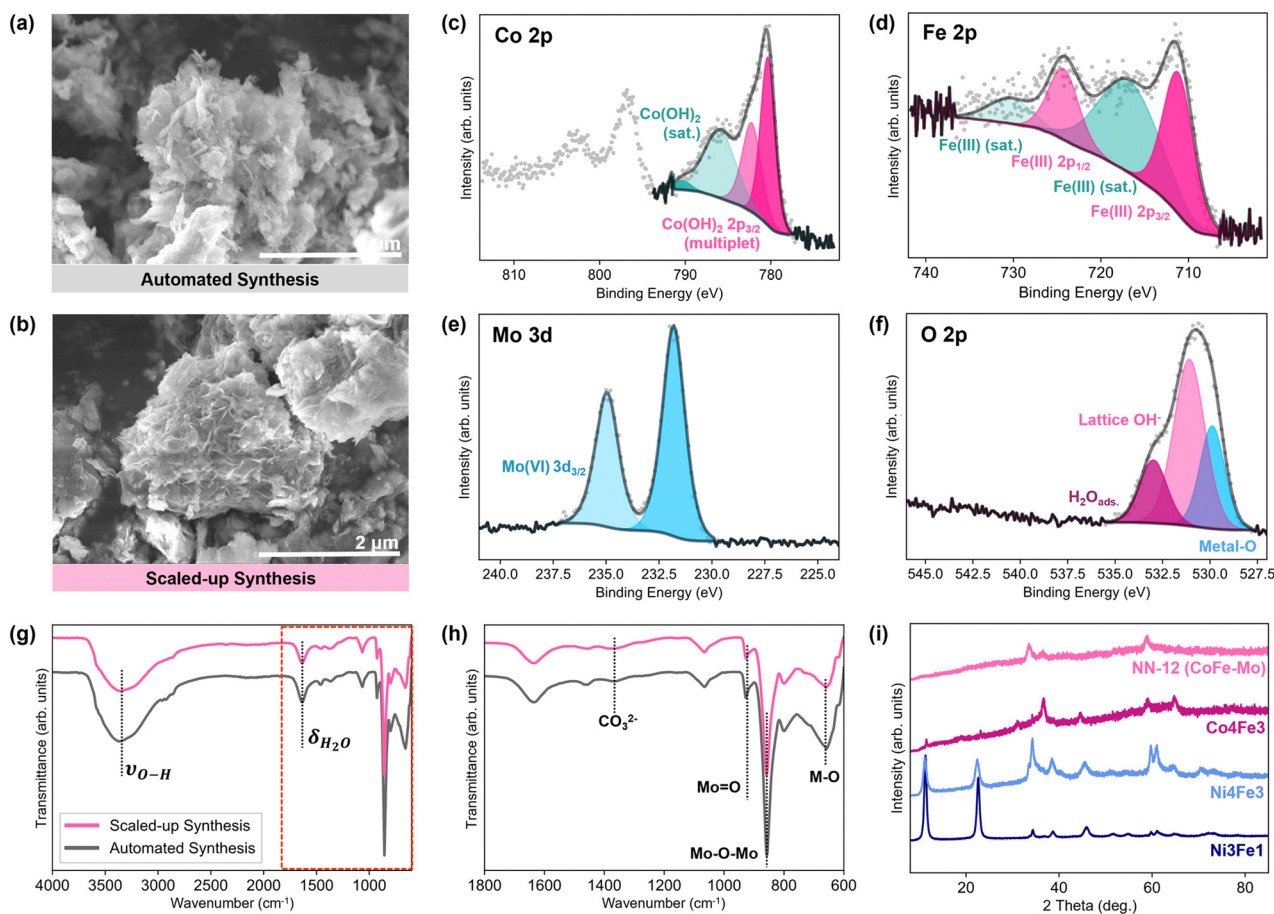 (a)
Automated Synthesis
(b)
2 μm
Scaled-up Synthesis
(c)
Co 2p
Intensity (arb. units)
Co(OH)₂
(sat.)
Co(OH)₂ 2p₃/₂
(multiplet)
810 800 790 780
Binding Energy (eV)
(d)
Fe 2p
Intensity (arb. units)
Fe(III) (sat.)
Fe(III) 2p₁/₂
Fe(III) (sat.)
Fe(III) 2p₃/₂
740 730 720 710
Binding Energy (eV)
(e)
Mo 3d
Intensity (arb. units)
Mo(VI) 3d₃/₂
240.0 237.5 235.0 232.5 230.0 227.5 225.0
Binding Energy (eV)
(f)
O 2p
Intensity (arb. units)
Lattice OH⁻
H₂Oads.
Metal-O
545.0 542.5 540.0 537.5 535.0 532.5 530.0 527.5
Binding Energy (eV)
(g)
Transmittance (arb. units)
υO−H
δH₂O
Scaled-up Synthesis
Automated Synthesis
4000 3500 3000 2500 2000 1500 1000
Wavenumber (cm⁻¹)
(h)
Transmittance (arb. units)
CO₃²⁻
Mo=O
M-O
Mo-O-Mo
1800 1600 1400 1200 1000 800 600
Wavenumber (cm⁻¹)
(i)
Intensity (arb. units)
NN-12 (CoFe-Mo)
Co4Fe3
Ni4Fe3
Ni3Fe1
20 40 60 80
2 Theta (deg.)